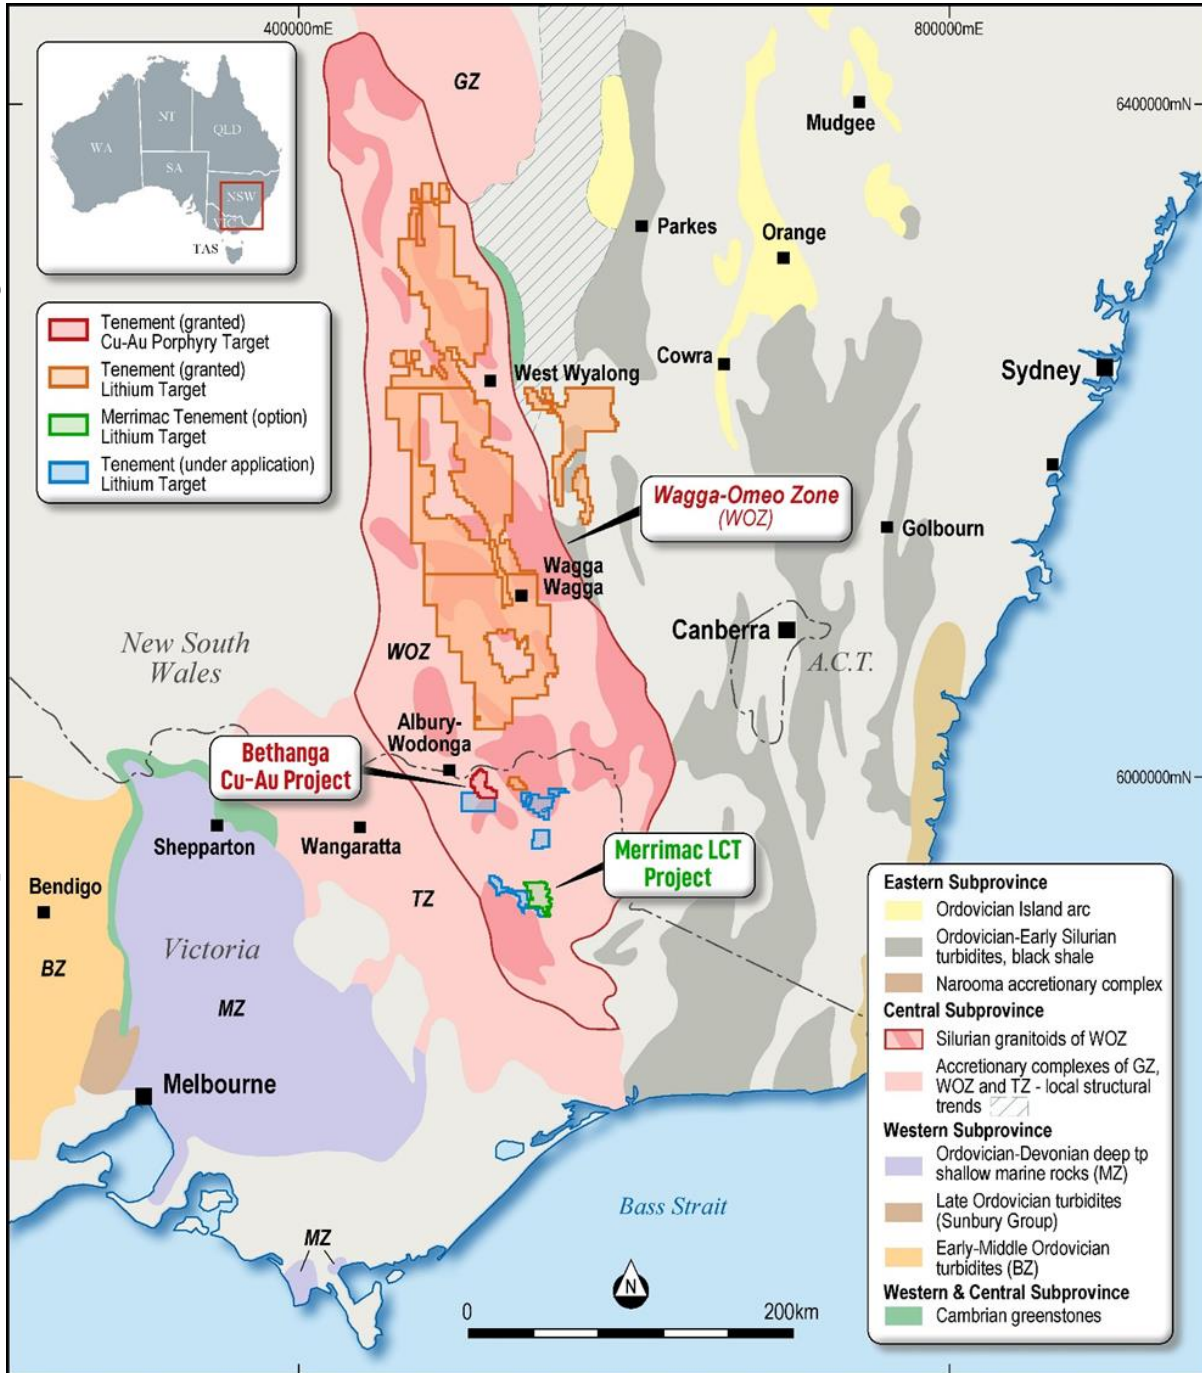 400000mE
800000mE
6400000mN
6000000mN
WA
NT
QLD
SA
NSW
VIC
TAS
Tenement (granted)
Cu-Au Porphyry Target
Tenement (granted)
Lithium Target
Merrimac Tenement (option)
Lithium Target
Tenement (under application)
Lithium Target
GZ
Mudgee
Parkes
Orange
Cowra
West Wyalong
Sydney
Wagga-Omeo Zone
(WOZ)
Golbourn
Wagga
Wagga
Canberra
A.C.T.
New South
Wales
WOZ
Albury-
Wodonga
Bethanga
Cu-Au Project
Shepparton
Wangaratta
Merrimac LCT
Project
Bendigo
TZ
Victoria
BZ
MZ
Melbourne
MZ
Bass Strait
N
0
200km
Eastern Subprovince
Ordovician Island arc
Ordovician-Early Silurian
turbidites, black shale
Narooma accretionary complex
Central Subprovince
Silurian granitoids of WOZ
Accretionary complexes of GZ,
WOZ and TZ - local structural
trends
Western Subprovince
Ordovician-Devonian deep tp
shallow marine rocks (MZ)
Late Ordovician turbidites
(Sunbury Group)
Early-Middle Ordovician
turbidites (BZ)
Western & Central Subprovince
Cambrian greenstones